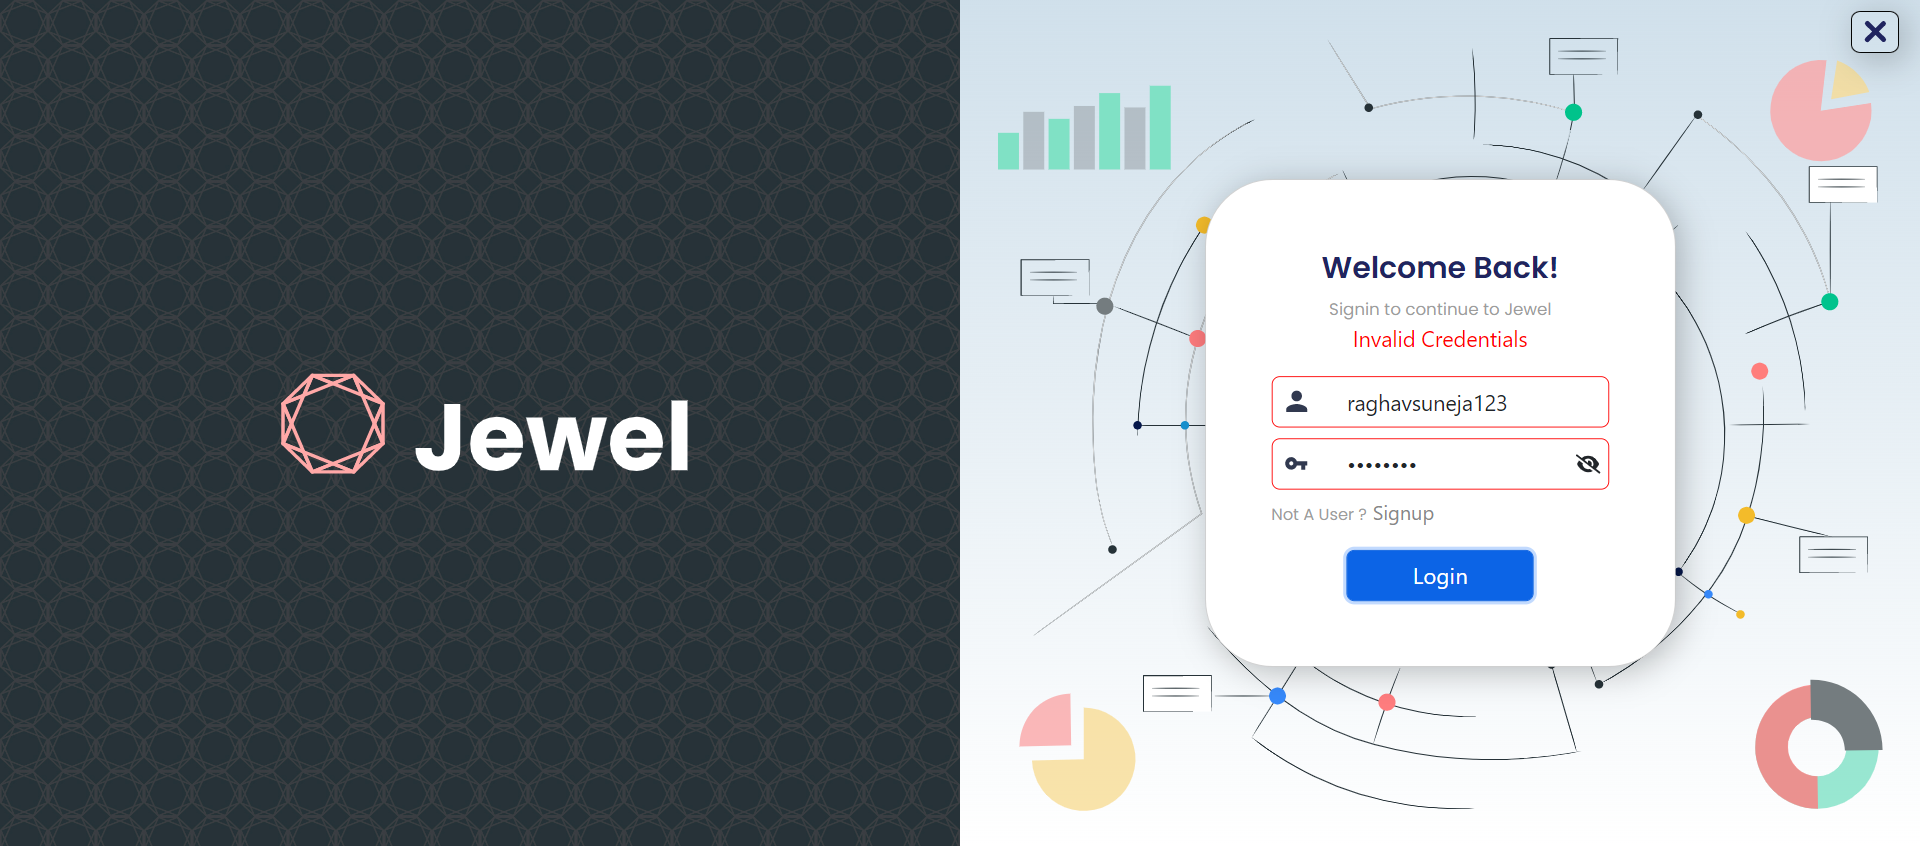 Jewel
Welcome Back!
Signin to continue to Jewel
Invalid Credentials
raghavsuneja123
••••••••
Not A User ? Signup
Login